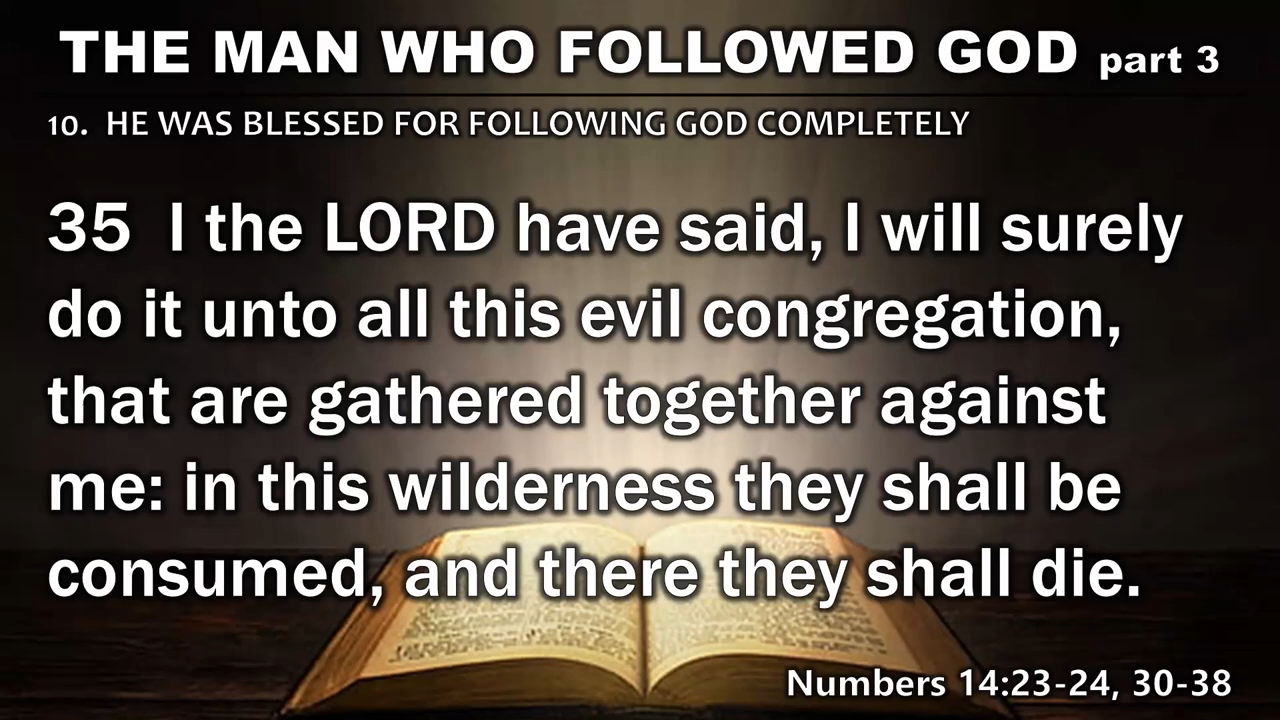 THE MAN WHO FOLLOWED GOD part 3
10. HE WAS BLESSED FOR FOLLOWING GOD COMPLETELY
35 I the LORD have said, I will surely
do it unto all this evil congregation,
that are gathered together against
me: in this wilderness they shall be
consumed, and there they shall die.
Numbers 14:23-24, 30-38